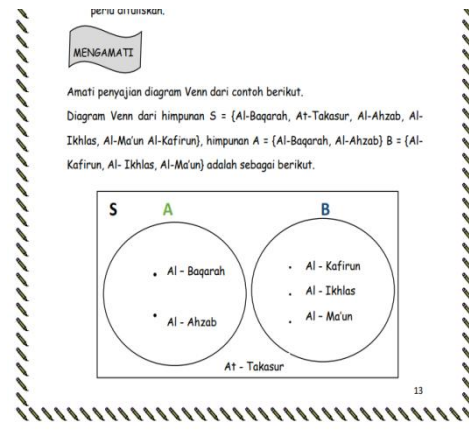 perlu dituliskan.
MENGAMATI
Amati penyajian diagram Venn dari contoh berikut.
Diagram Venn dari himpunan S = {Al-Baqarah, At-Takasur, Al-Ahzab, Al-
Ikhlas, Al-Ma'un Al-Kafirun}, himpunan A = {Al-Baqarah, Al-Ahzab} B = {Al-
Kafirun, Al- Ikhlas, Al-Ma'un} adalah sebagai berikut.
S A B
Al - Baqarah
Al - Ahzab
Al - Kafirun
Al - Ikhlas
Al - Ma'un
At - Takasur
13